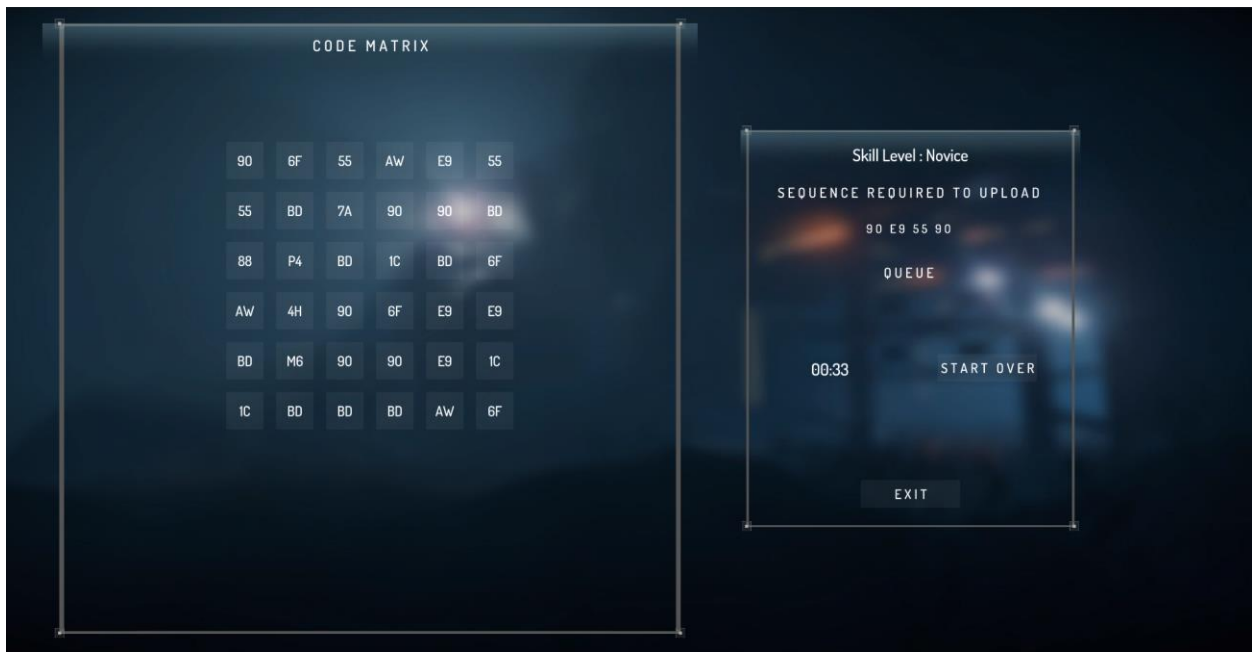 CODE MATRIX
90 6F 55 AW E9 55
55 BD 7A 90 90 BD
88 P4 BD 1C BD 6F
AW 4H 90 6F E9 E9
BD M6 90 90 E9 1C
1C BD BD BD AW 6F
Skill Level : Novice
SEQUENCE REQUIRED TO UPLOAD
90 E9 55 90
QUEUE
00:33 START OVER
EXIT